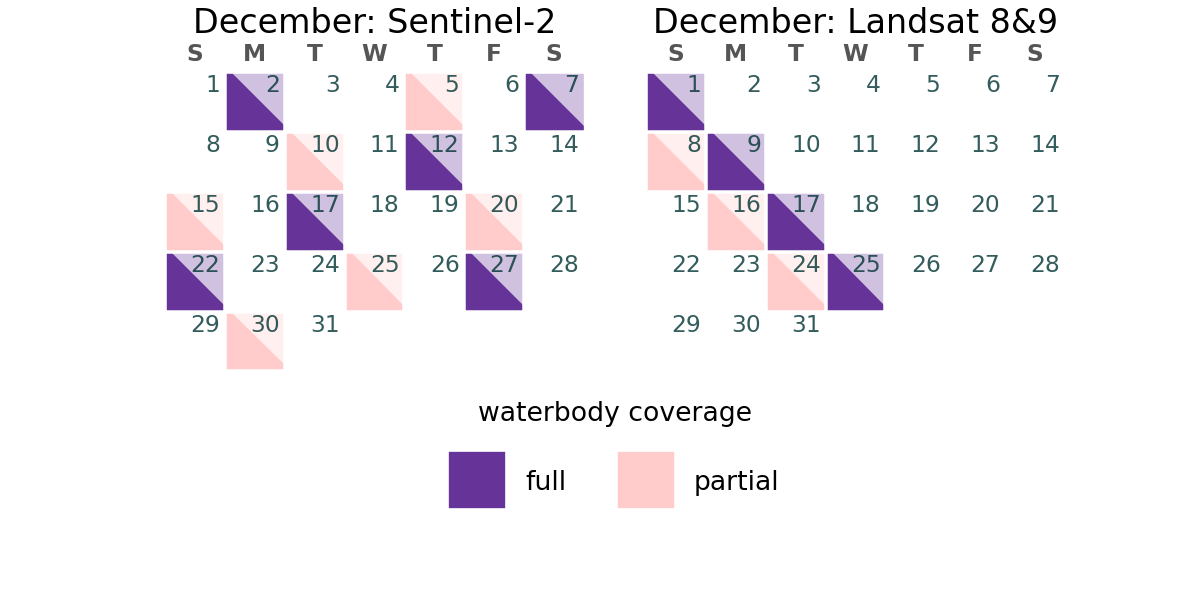 December: Sentinel-2
S M T W T F S
1 2 3 4 5 6 7
8 9 10 11 12 13 14
15 16 17 18 19 20 21
22 23 24 25 26 27 28
29 30 31
December: Landsat 8&9
S M T W T F S
1 2 3 4 5 6 7
8 9 10 11 12 13 14
15 16 17 18 19 20 21
22 23 24 25 26 27 28
29 30 31
waterbody coverage
full
partial